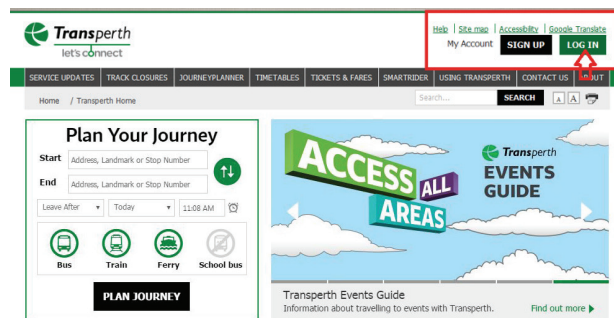 Transperth
let's connect
Help | Site map | Accessibility | Google Translate
My Account SIGN UP LOG IN
SERVICE UPDATES TRACK CLOSURES JOURNEYPLANNER TIMETABLES TICKETS & FARES SMARTRIDER USING TRANSPERTH CONTACT US ABOUT
Home / Transperth Home
Search... SEARCH A A
Plan Your Journey
Start Address, Landmark or Stop Number
End Address, Landmark or Stop Number
Leave After Today 11:08 AM
Bus Train Ferry School bus
PLAN JOURNEY
ACCESS
ALL
AREAS
Transperth
EVENTS
GUIDE
Transperth Events Guide
Information about travelling to events with Transperth. Find out more